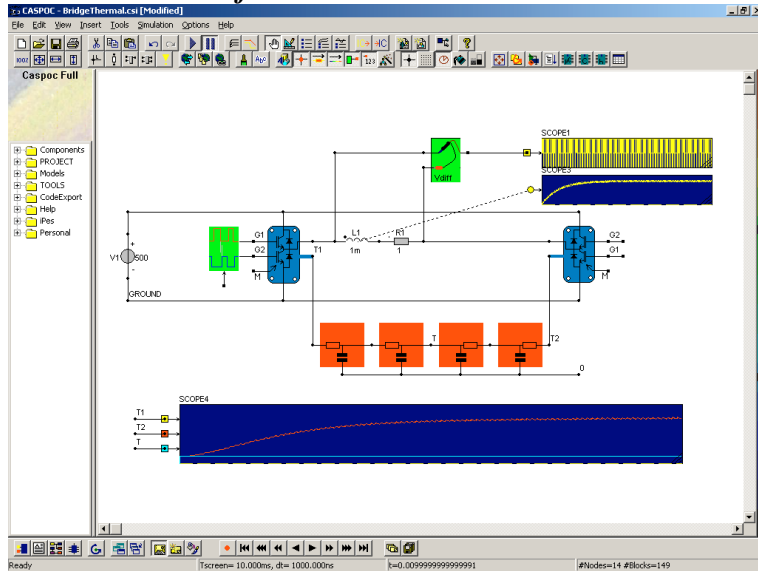 CASPOC - BridgeThermal.csi [Modified]
File Edit View Insert Tools Simulation Options Help
Caspoc Full
Components
PROJECT
Models
TOOLS
CodeExport
Help
iPes
Personal
SCOPE1
SCOPE3
Vdiff
G1
G2
M
T1
L1
1m
R1
1
G2
G1
M
V1
+
500
-
GROUND
T
T2
0
SCOPE4
T1
T2
T
Ready
Tscreen= 10.000ms, dt= 1000.000ns
t=0.0099999999999991
#Nodes=14 #Blocks=149